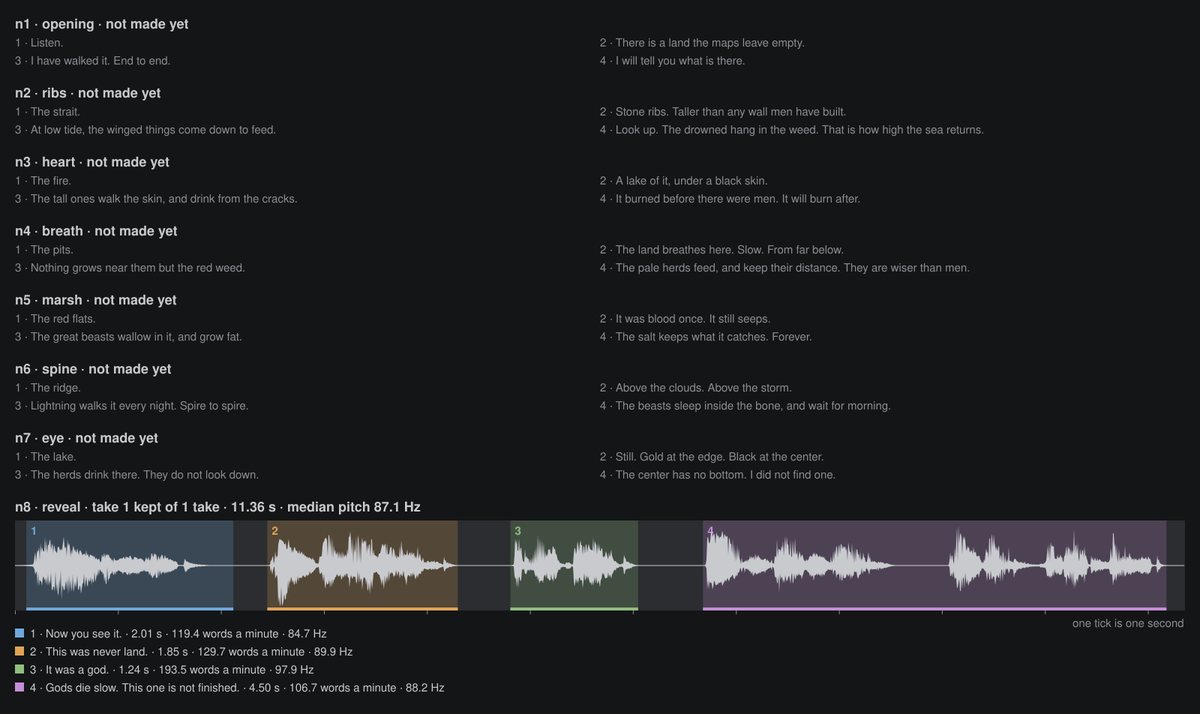 n1 · opening · not made yet
1 · Listen.
2 · There is a land the maps leave empty.
3 · I have walked it. End to end.
4 · I will tell you what is there.
n2 · ribs · not made yet
1 · The strait.
2 · Stone ribs. Taller than any wall men have built.
3 · At low tide, the winged things come down to feed.
4 · Look up. The drowned hang in the weed. That is how high the sea returns.
n3 · heart · not made yet
1 · The fire.
2 · A lake of it, under a black skin.
3 · The tall ones walk the skin, and drink from the cracks.
4 · It burned before there were men. It will burn after.
n4 · breath · not made yet
1 · The pits.
2 · The land breathes here. Slow. From far below.
3 · Nothing grows near them but the red weed.
4 · The pale herds feed, and keep their distance. They are wiser than men.
n5 · marsh · not made yet
1 · The red flats.
2 · It was blood once. It still seeps.
3 · The great beasts wallow in it, and grow fat.
4 · The salt keeps what it catches. Forever.
n6 · spine · not made yet
1 · The ridge.
2 · Above the clouds. Above the storm.
3 · Lightning walks it every night. Spire to spire.
4 · The beasts sleep inside the bone, and wait for morning.
n7 · eye · not made yet
1 · The lake.
2 · Still. Gold at the edge. Black at the center.
3 · The herds drink there. They do not look down.
4 · The center has no bottom. I did not find one.
n8 · reveal · take 1 kept of 1 take · 11.36 s · median pitch 87.1 Hz
1
2
3
4
one tick is one second
1 · Now you see it. · 2.01 s · 119.4 words a minute · 84.7 Hz
2 · This was never land. · 1.85 s · 129.7 words a minute · 89.9 Hz
3 · It was a god. · 1.24 s · 193.5 words a minute · 97.9 Hz
4 · Gods die slow. This one is not finished. · 4.50 s · 106.7 words a minute · 88.2 Hz